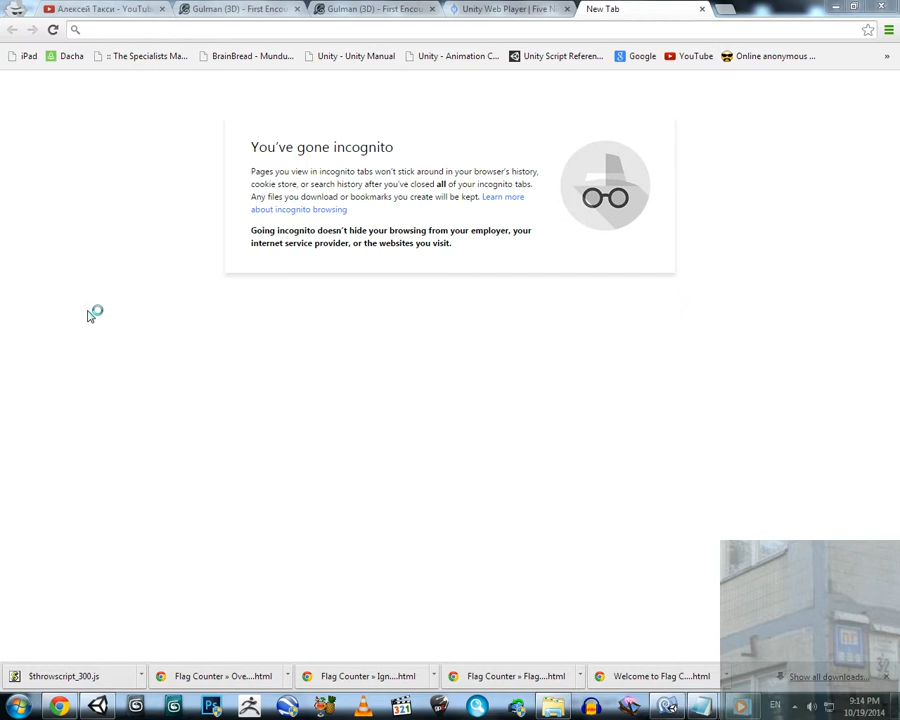 Алексей Такси - YouTub
Gulman (3D) - First Encou
Gulman (3D) - First Encou
Unity Web Player | Five N
New Tab
iPad
Dacha
:: The Specialists Ma...
BrainBread - Mundu...
Unity - Unity Manual
Unity - Animation C...
Unity Script Referen...
Google
YouTube
Online anonymous ...
»
You've gone incognito
Pages you view in incognito tabs won't stick around in your browser's history,
cookie store, or search history after you've closed all of your incognito tabs.
Any files you download or bookmarks you create will be kept. Learn more
about incognito browsing
Going incognito doesn't hide your browsing from your employer, your
internet service provider, or the websites you visit.
32
$throwscript_300.js
Flag Counter » Ove....html
Flag Counter » Ign....html
Flag Counter » Flag....html
Welcome to Flag C....html
Show all downloads...
321
EN
9:14 PM
10/19/2014